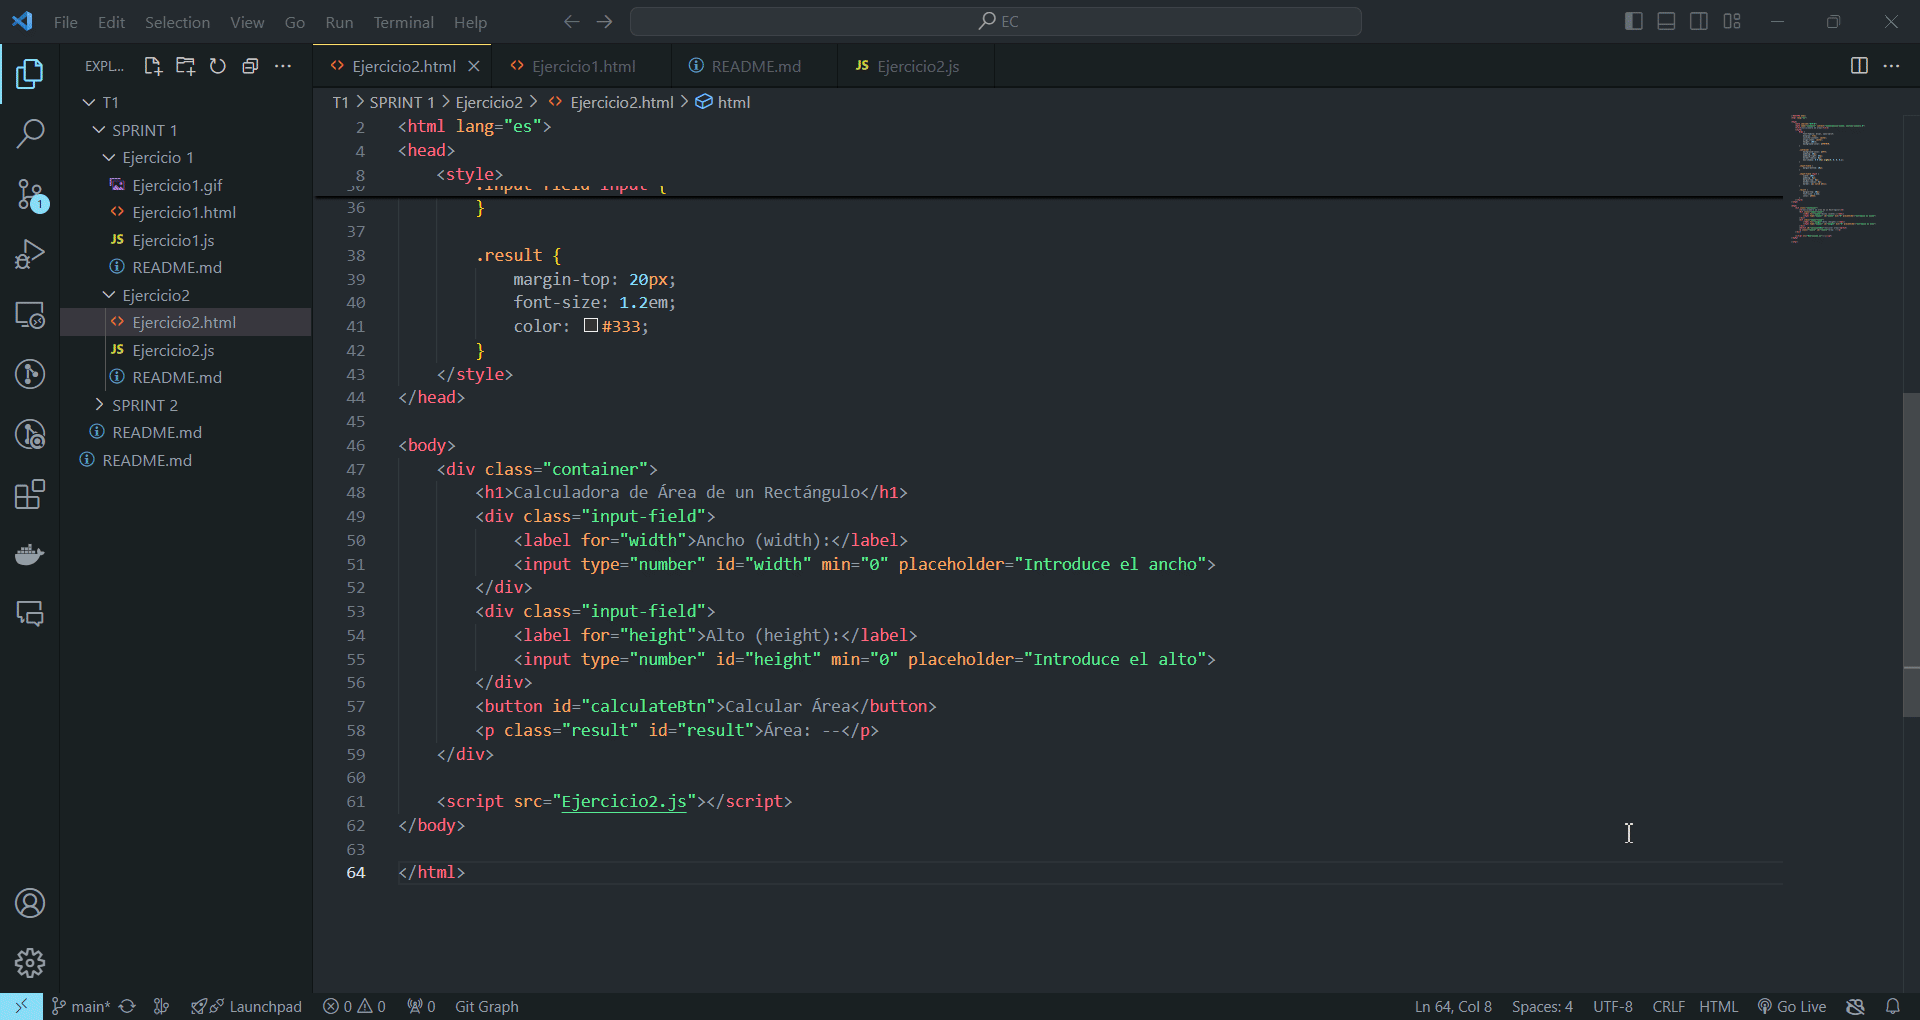 File Edit Selection View Go Run Terminal Help
EC
EXPL...
Ejercicio2.html
Ejercicio1.html
README.md
JS Ejercicio2.js
T1
SPRINT 1
Ejercicio 1
Ejercicio1.gif
Ejercicio1.html
JS Ejercicio1.js
README.md
Ejercicio2
Ejercicio2.html
JS Ejercicio2.js
README.md
SPRINT 2
README.md
README.md
1
T1 > SPRINT 1 > Ejercicio2 > Ejercicio2.html > html
2 <html lang="es">
4 <head>
8 <style>
36 }
37
38 .result {
39 margin-top: 20px;
40 font-size: 1.2em;
41 color: #333;
42 }
43 </style>
44 </head>
45
46 <body>
47 <div class="container">
48 <h1>Calculadora de Área de un Rectángulo</h1>
49 <div class="input-field">
50 <label for="width">Ancho (width):</label>
51 <input type="number" id="width" min="0" placeholder="Introduce el ancho">
52 </div>
53 <div class="input-field">
54 <label for="height">Alto (height):</label>
55 <input type="number" id="height" min="0" placeholder="Introduce el alto">
56 </div>
57 <button id="calculateBtn">Calcular Área</button>
58 <p class="result" id="result">Área: --</p>
59 </div>
60
61 <script src="Ejercicio2.js"></script>
62 </body>
63
64 </html>
main* Launchpad 0 0 0 Git Graph
Ln 64, Col 8 Spaces: 4 UTF-8 CRLF HTML Go Live